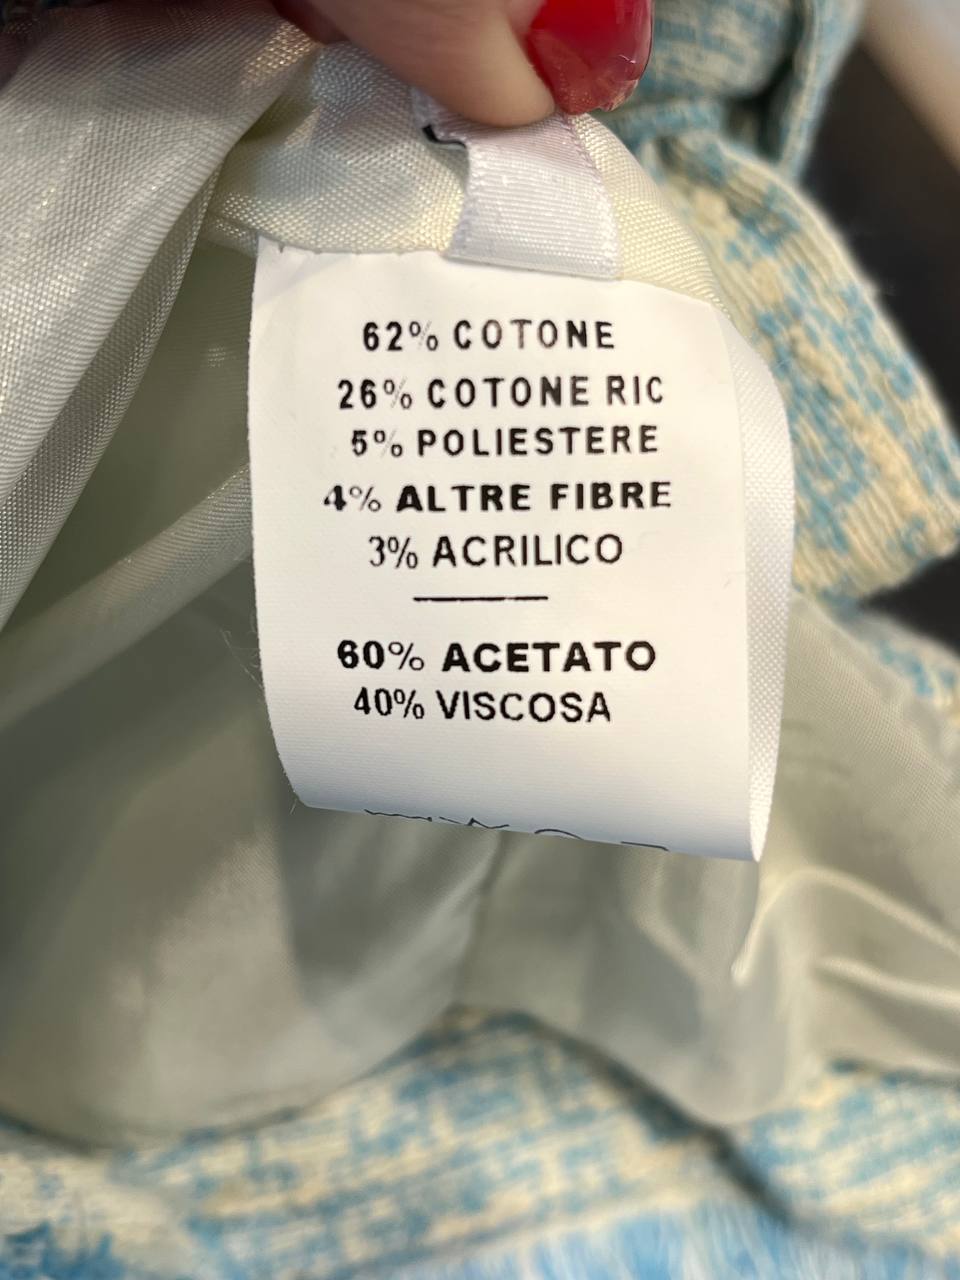 62% COTONE
26% COTONE RIC
5% POLIESTERE
4% ALTRE FIBRE
3% ACRILICO
60% ACETATO
40% VISCOSA